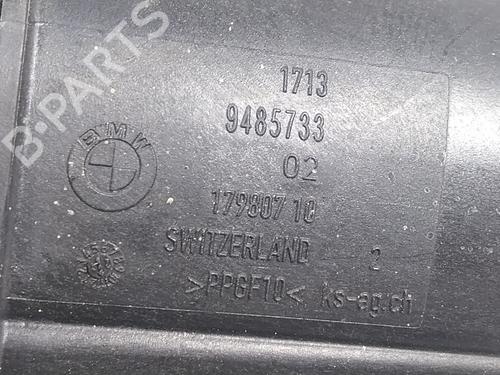 B-PARTS
1713
9485733
02
BMW
179807 10
SWITZERLAND 2
>PPGF10< ks-ag.ch